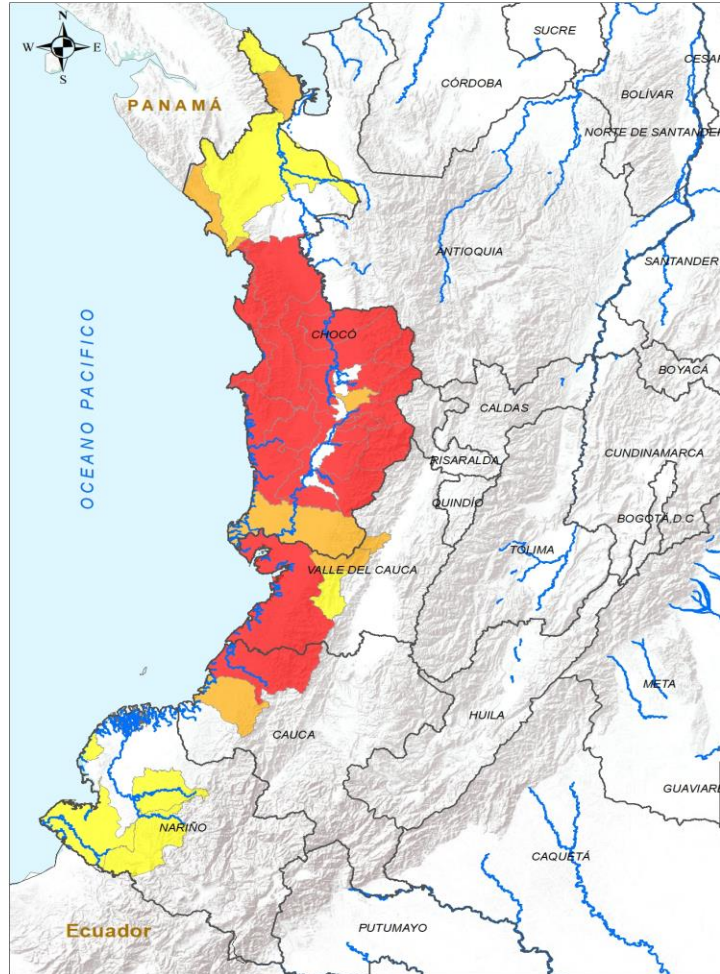 N
W E
S
SUCRE
CESAR
CÓRDOBA
BOLÍVAR
PANAMÁ
NORTE DE SANTANDER
ANTIOQUIA
SANTANDER
OCEANO PACIFICO
CHOCÓ
BOYACÁ
CALDAS
CUNDINAMARCA
RISARALDA
QUINDÍO
BOGOTÁ,D.C
TOLIMA
VALLE DEL CAUCA
META
HUILA
CAUCA
GUAVIARE
NARIÑO
CAQUETÁ
Ecuador
PUTUMAYO